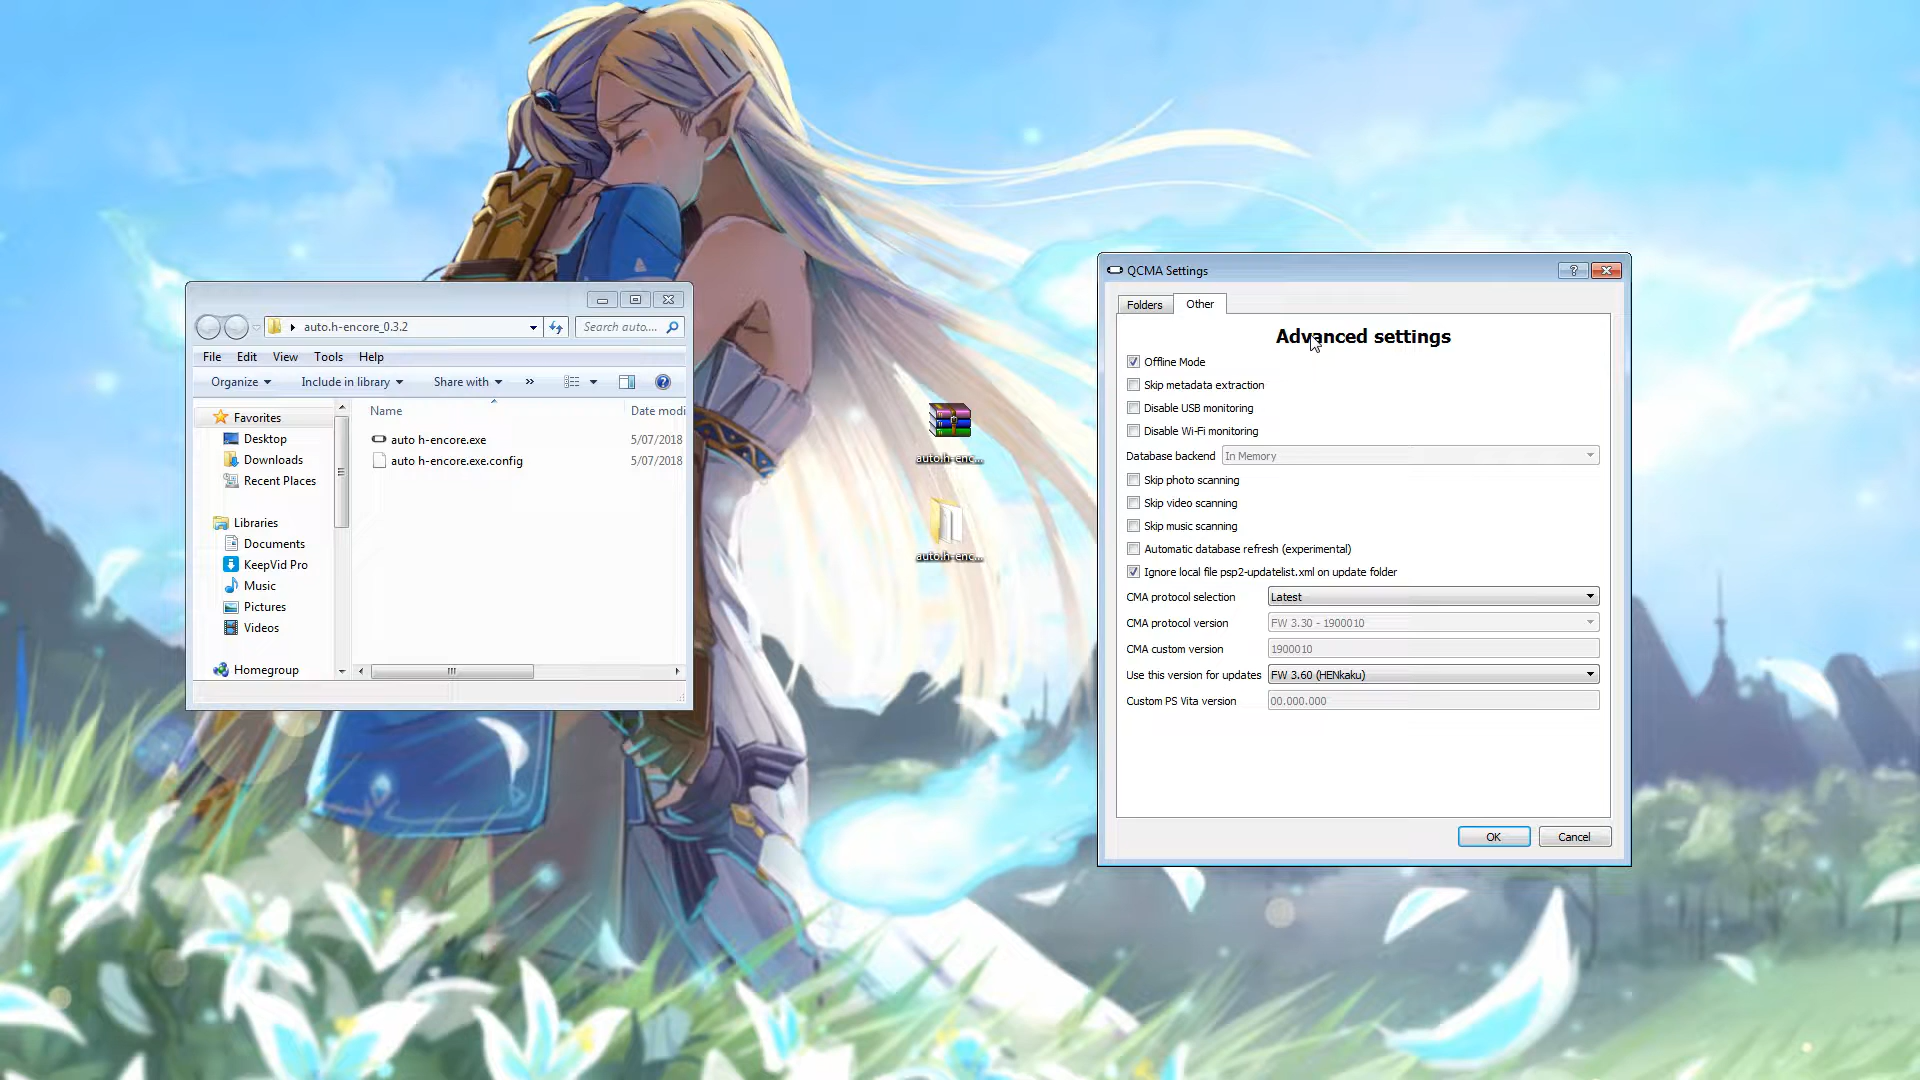 auto.h-encore_0.3.2
Search auto....
File Edit View Tools Help
Organize Include in library Share with »
Favorites
Desktop
Downloads
Recent Places
Libraries
Documents
KeepVid Pro
Music
Pictures
Videos
Homegroup
Name Date modi
auto h-encore.exe 5/07/2018
auto h-encore.exe.config 5/07/2018
auto.h-enc...
auto.h-enc...
QCMA Settings
?
Folders Other
Advanced settings
Offline Mode
Skip metadata extraction
Disable USB monitoring
Disable Wi-Fi monitoring
Database backend In Memory
Skip photo scanning
Skip video scanning
Skip music scanning
Automatic database refresh (experimental)
Ignore local file psp2-updatelist.xml on update folder
CMA protocol selection Latest
CMA protocol version FW 3.30 - 1900010
CMA custom version 1900010
Use this version for updates FW 3.60 (HENkaku)
Custom PS Vita version 00.000.000
OK Cancel